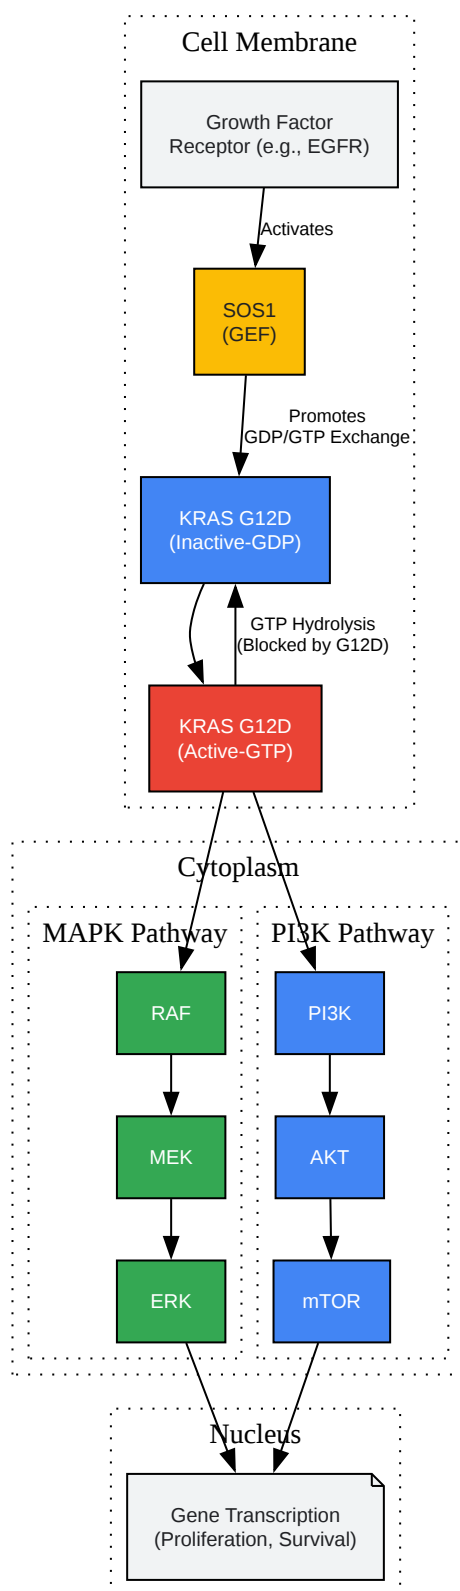 Cell Membrane
Growth Factor
Receptor (e.g., EGFR)
Activates
SOS1
(GEF)
Promotes
GDP/GTP Exchange
KRAS G12D
(Inactive-GDP)
GTP Hydrolysis
(Blocked by G12D)
KRAS G12D
(Active-GTP)
Cytoplasm
MAPK Pathway
PI3K Pathway
RAF
PI3K
MEK
AKT
ERK
mTOR
Nucleus
Gene Transcription
(Proliferation, Survival)